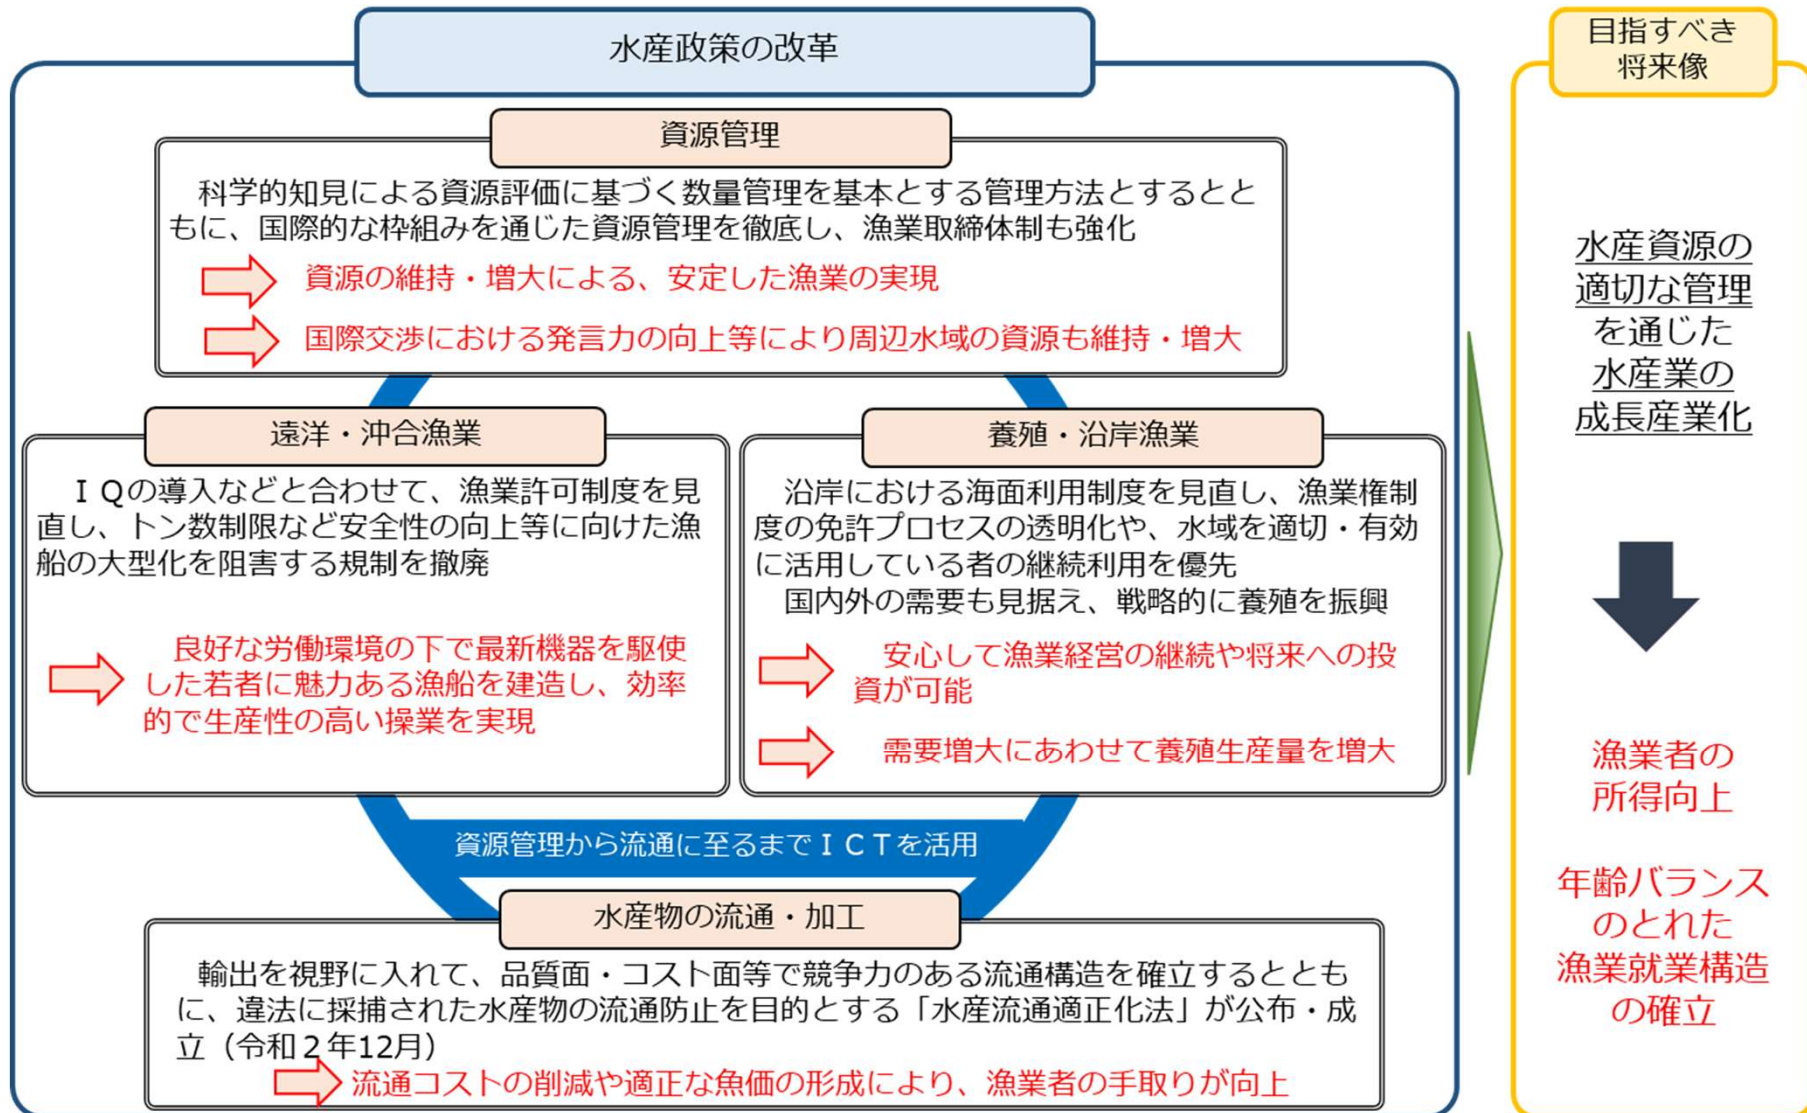 水産政策の改革
資源管理
科学的知見による資源評価に基づく数量管理を基本とする管理方法とするとと
もに、国際的な枠組みを通じた資源管理を徹底し、漁業取締体制も強化
資源の維持・増大による、安定した漁業の実現
国際交渉における発言力の向上等により周辺水域の資源も維持・増大
遠洋・沖合漁業
ＩＱの導入などと合わせて、漁業許可制度を見
直し、トン数制限など安全性の向上等に向けた漁
船の大型化を阻害する規制を撤廃
良好な労働環境の下で最新機器を駆使
した若者に魅力ある漁船を建造し、効率
的で生産性の高い操業を実現
養殖・沿岸漁業
沿岸における海面利用制度を見直し、漁業権制
度の免許プロセスの透明化や、水域を適切・有効
に活用している者の継続利用を優先
国内外の需要も見据え、戦略的に養殖を振興
安心して漁業経営の継続や将来への投
資が可能
需要増大にあわせて養殖生産量を増大
資源管理から流通に至るまでＩＣＴを活用
水産物の流通・加工
輸出を視野に入れて、品質面・コスト面等で競争力のある流通構造を確立するととも
に、違法に採捕された水産物の流通防止を目的とする「水産流通適正化法」が公布・成
立（令和２年12月）
流通コストの削減や適正な魚価の形成により、漁業者の手取りが向上
目指すべき
将来像
水産資源の
適切な管理
を通じた
水産業の
成長産業化
漁業者の
所得向上
年齢バランス
のとれた
漁業就業構造
の確立